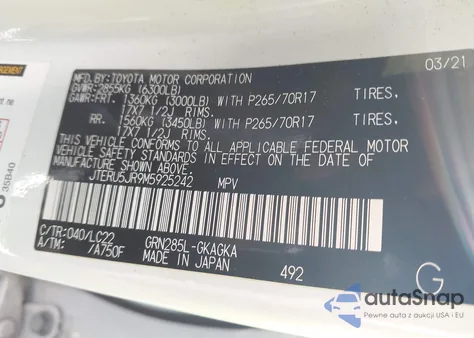 MFD.BY:TOYOTA MOTOR CORPORATION 03/21
GVWR:2855KG (6300LB)
GAWR:FRT. 1360KG (3000LB) WITH P265/70R17 TIRES.
17X7 1/2J RIMS.
RR. 1560KG (3450LB) WITH P265/70R17 TIRES.
17X7 1/2J RIMS.
THIS VEHICLE CONFORMS TO ALL APPLICABLE FEDERAL MOTOR
VEHICLE SAFETY STANDARDS IN EFFECT ON THE DATE OF
MANUFACTURE SHOWN ABOVE.
JTERU5JR9M5925242 MPV
C/TR:040/LC22 GRN285L-GKAGKA
A/TM: /A750F MADE IN JAPAN 492
G
35B40
autaSnap
Pewne auta z aukcji USA i EU